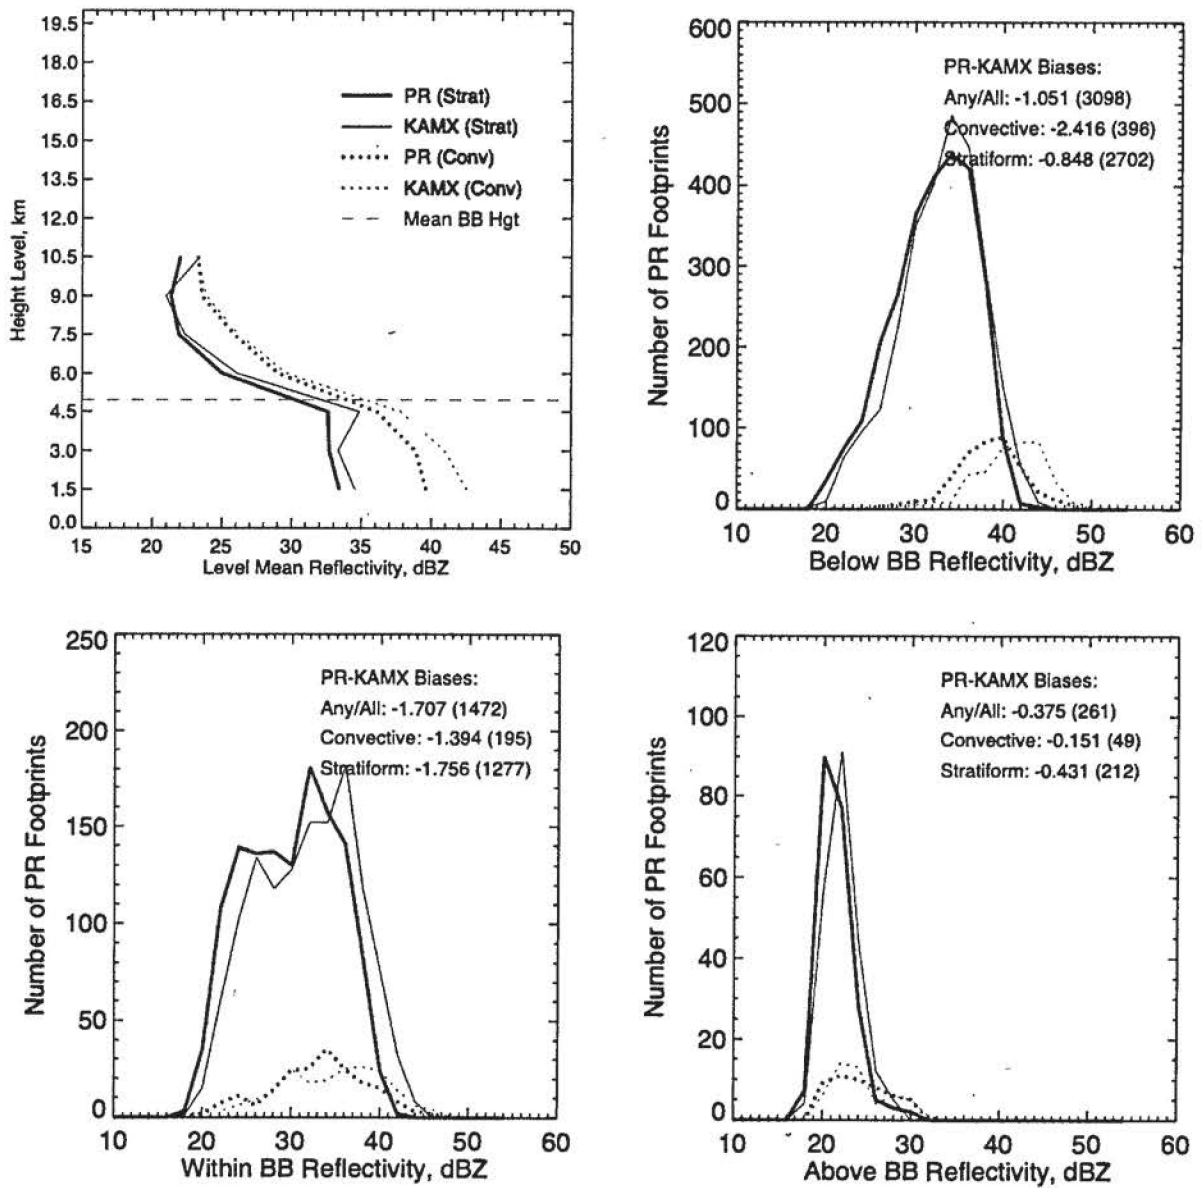 19.5
18.0
16.5
15.0
13.5
12.0
10.5
9.0
7.5
6.0
4.5
3.0
1.5
0.0
Height Level, km
PR (Strat)
KAMX (Strat)
PR (Conv)
KAMX (Conv)
Mean BB Hgt
15 20 25 30 35 40 45 50
Level Mean Reflectivity, dBZ
600
500
400
300
200
100
0
Number of PR Footprints
PR-KAMX Biases:
Any/All: -1.051 (3098)
Convective: -2.416 (396)
Stratiform: -0.848 (2702)
10 20 30 40 50 60
Below BB Reflectivity, dBZ
250
200
150
100
50
0
Number of PR Footprints
PR-KAMX Biases:
Any/All: -1.707 (1472)
Convective: -1.394 (195)
Stratiform: -1.756 (1277)
10 20 30 40 50 60
Within BB Reflectivity, dBZ
120
100
80
60
40
20
0
Number of PR Footprints
PR-KAMX Biases:
Any/All: -0.375 (261)
Convective: -0.151 (49)
Stratiform: -0.431 (212)
10 20 30 40 50 60
Above BB Reflectivity, dBZ